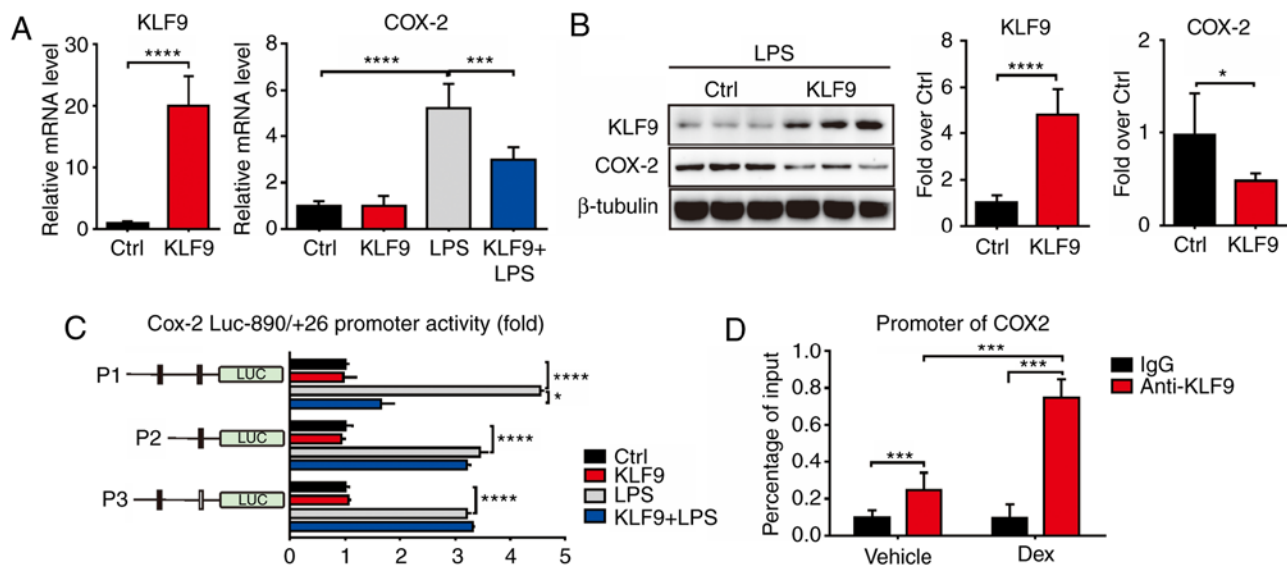 A
KLF9
Relative mRNA level
30
20
10
0
****
Ctrl
KLF9
COX-2
Relative mRNA level
8
6
4
2
0
****
***
Ctrl
KLF9
LPS
KLF9+
LPS
B
LPS
Ctrl
KLF9
KLF9
COX-2
β-tubulin
KLF9
Fold over Ctrl
8
6
4
2
0
****
Ctrl
KLF9
COX-2
Fold over Ctrl
2
1
0
*
Ctrl
KLF9
C
Cox-2 Luc-890/+26 promoter activity (fold)
P1
LUC
****
*
P2
LUC
****
P3
LUC
****
0 1 2 3 4 5
Ctrl
KLF9
LPS
KLF9+LPS
D
Promoter of COX2
Percentage of input
1.0
0.8
0.6
0.4
0.2
0
***
***
***
Vehicle
Dex
IgG
Anti-KLF9